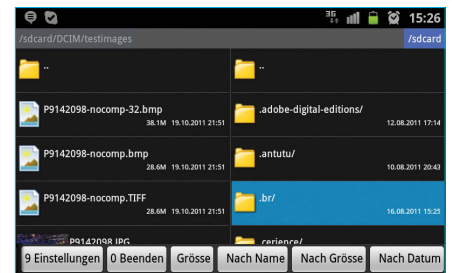 3G 15:26
/sdcard/DCIM/testimages
/sdcard
..
P9142098-nocomp-32.bmp
38.1M 19.10.2011 21:51
P9142098-nocomp.bmp
28.6M 19.10.2011 21:51
P9142098-nocomp.TIFF
28.6M 19.10.2011 21:51
P9142098.JPG
..
.adobe-digital-editions/
12.08.2011 17:14
.antutu/
10.08.2011 20:43
.br/
16.08.2011 15:25
cerience/
9 Einstellungen 0 Beenden Grösse Nach Name Nach Grösse Nach Datum